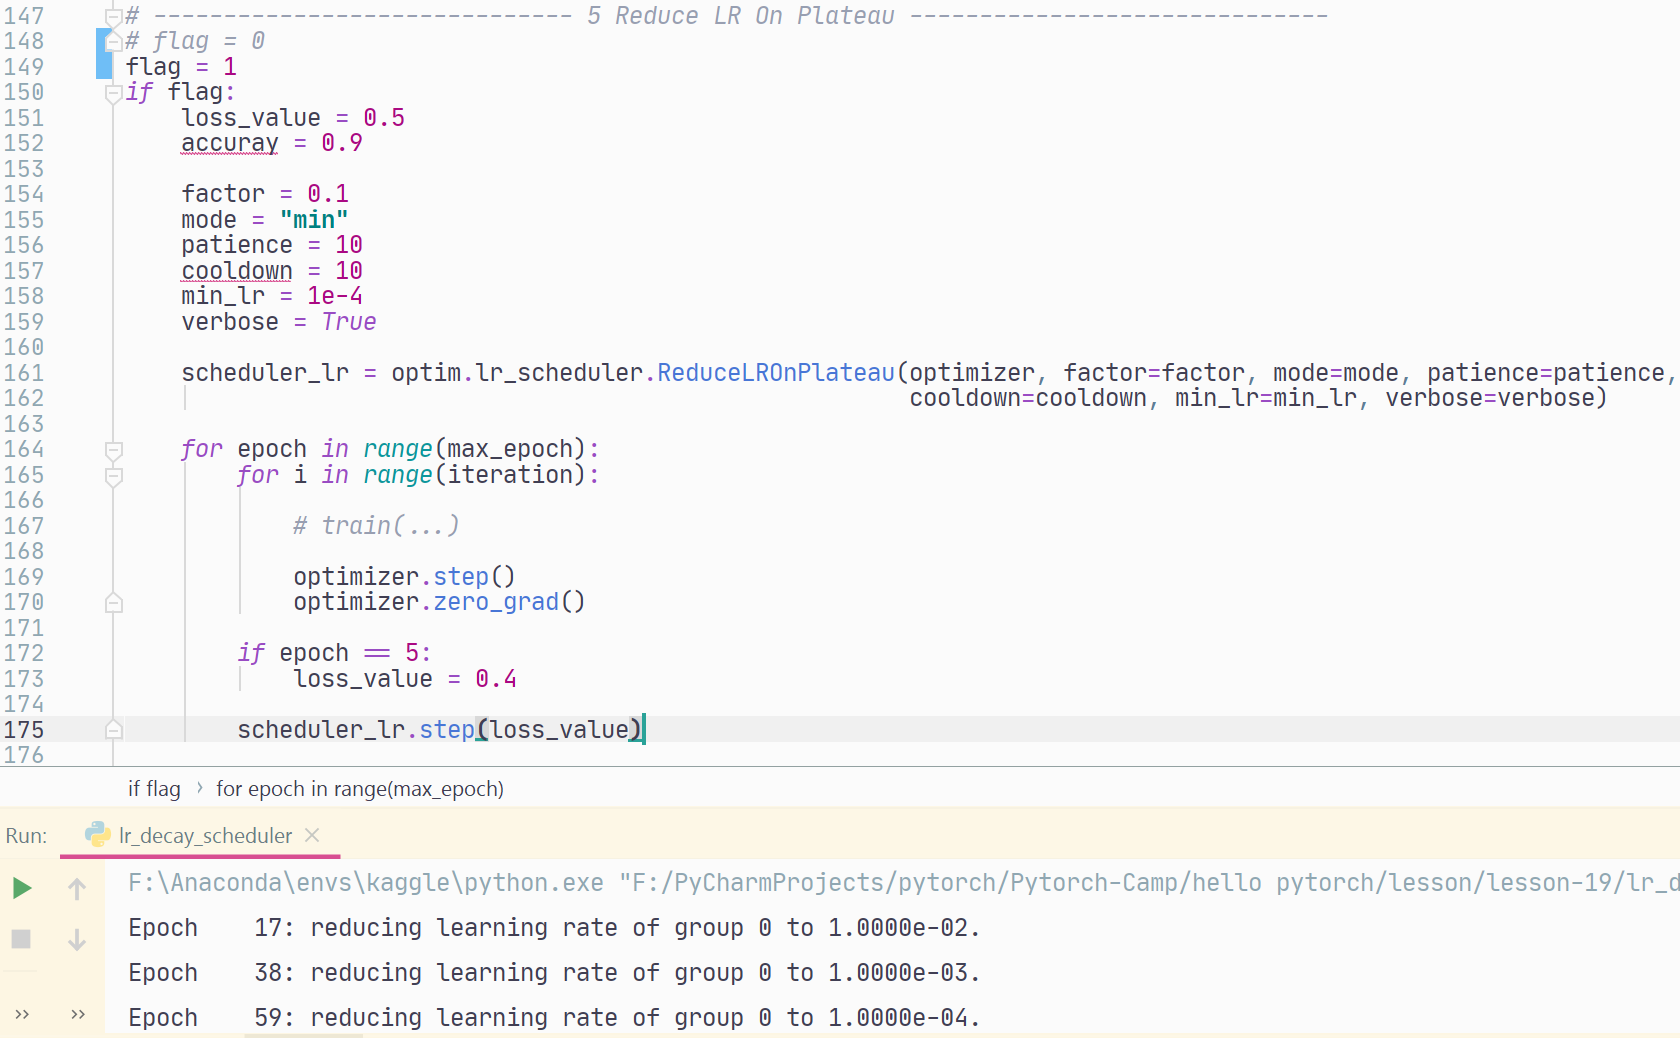 147 # ------------------------------ 5 Reduce LR On Plateau ------------------------------
148 # flag = 0
149 flag = 1
150 if flag:
151     loss_value = 0.5
152     accuray = 0.9
153
154     factor = 0.1
155     mode = "min"
156     patience = 10
157     cooldown = 10
158     min_lr = 1e-4
159     verbose = True
160
161     scheduler_lr = optim.lr_scheduler.ReduceLROnPlateau(optimizer, factor=factor, mode=mode, patience=patience,
162                                                         cooldown=cooldown, min_lr=min_lr, verbose=verbose)
163
164     for epoch in range(max_epoch):
165         for i in range(iteration):
166
167             # train(...)
168
169             optimizer.step()
170             optimizer.zero_grad()
171
172         if epoch == 5:
173             loss_value = 0.4
174
175         scheduler_lr.step(loss_value)
176
if flag › for epoch in range(max_epoch)
Run: lr_decay_scheduler ×
F:\Anaconda\envs\kaggle\python.exe "F:/PyCharmProjects/pytorch/Pytorch-Camp/hello pytorch/lesson/lesson-19/lr_d
Epoch    17: reducing learning rate of group 0 to 1.0000e-02.
Epoch    38: reducing learning rate of group 0 to 1.0000e-03.
Epoch    59: reducing learning rate of group 0 to 1.0000e-04.